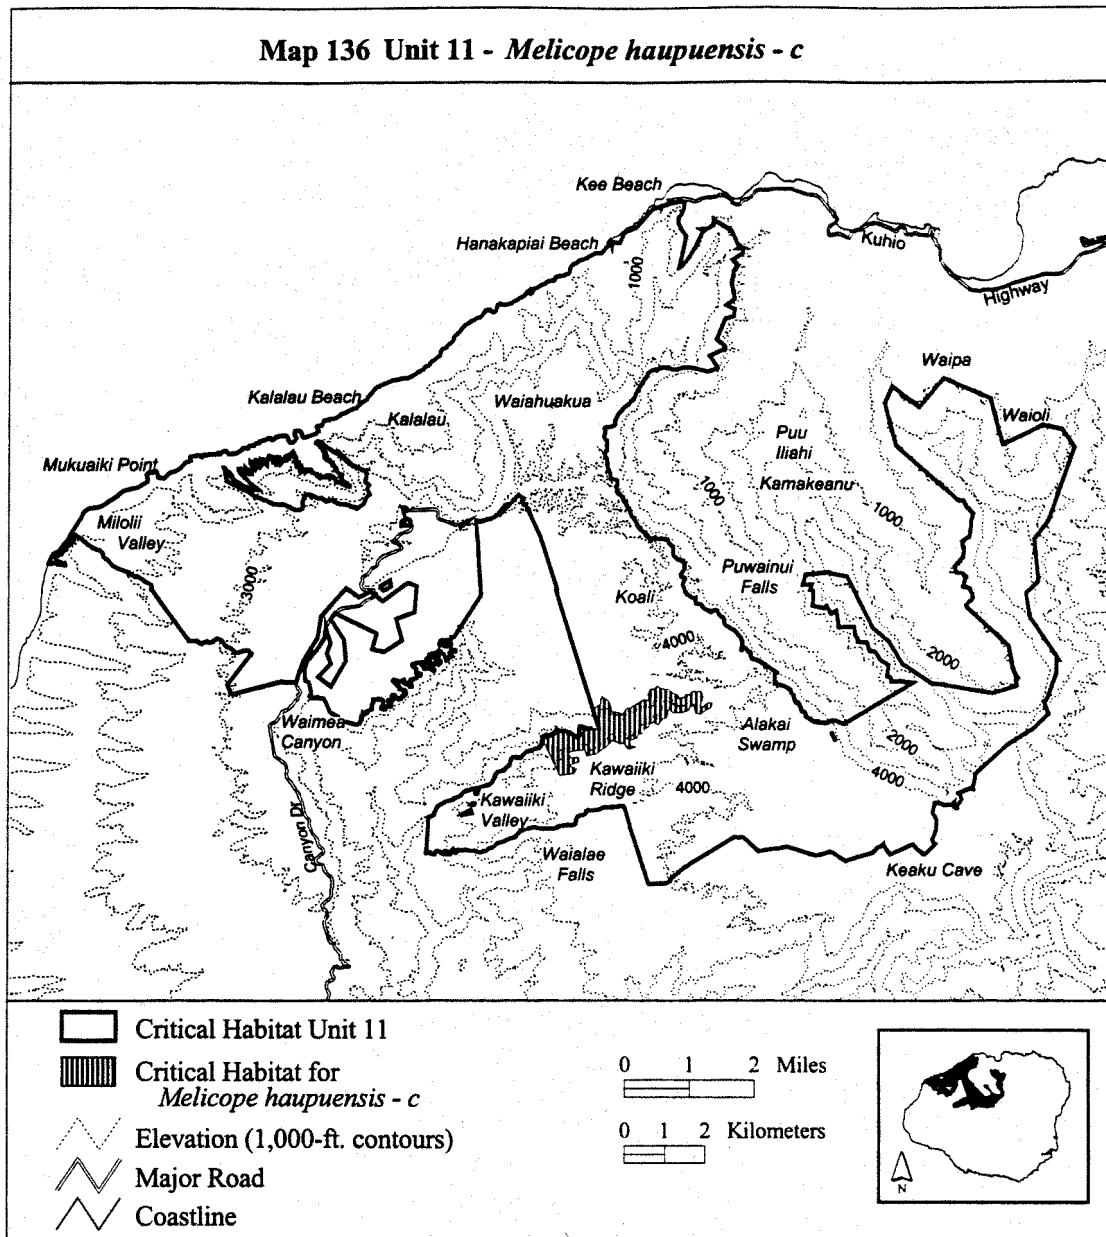 Map 136 Unit 11 - Melicope haupuensis - c
Kee Beach
Hanakapiai Beach
Kuhio
Highway
1000
Waipa
Kalalau Beach
Kalalau
Waiahuakua
Waioli
Puu
Iliahi
Mukuaiki Point
Kamakeanu
1000
1000
Milolii
Valley
3000
Puwainui
Falls
Koali
4000
2000
Waimea
Canyon
Alakai
Swamp
2000
4000
Kawaiiki
Ridge
4000
Kawaiiki
Valley
Canyon Dr
Waialae
Falls
Keaku Cave
Critical Habitat Unit 11
Critical Habitat for
Melicope haupuensis - c
Elevation (1,000-ft. contours)
Major Road
Coastline
0 1 2 Miles
0 1 2 Kilometers
N